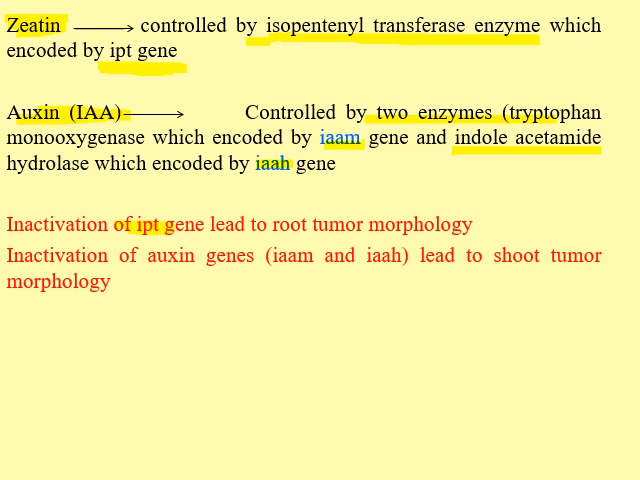 Zeatin ⟶ controlled by isopentenyl transferase enzyme which
encoded by ipt gene
Auxin (IAA)⟶ Controlled by two enzymes (tryptophan
monooxygenase which encoded by iaam gene and indole acetamide
hydrolase which encoded by iaah gene
Inactivation of ipt gene lead to root tumor morphology
Inactivation of auxin genes (iaam and iaah) lead to shoot tumor
morphology